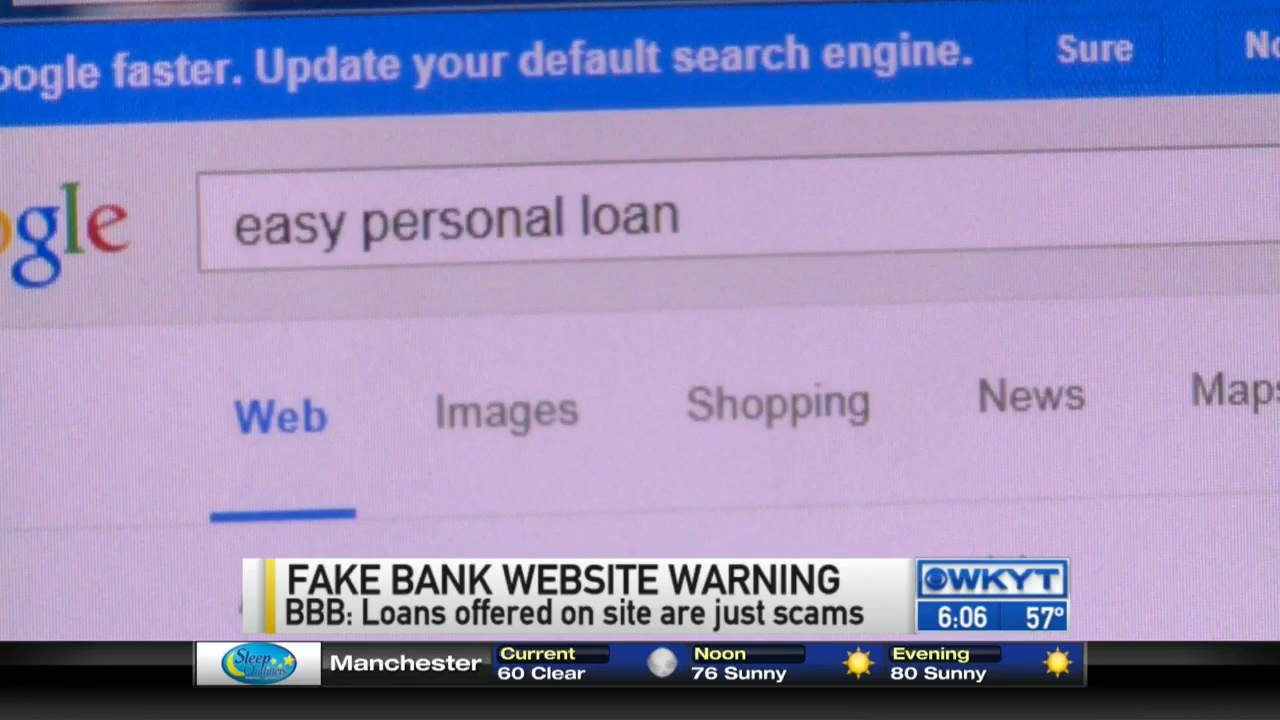 oogle faster. Update your default search engine.
Sure
No
ogle
easy personal loan
Web
Images
Shopping
News
Maps
FAKE BANK WEBSITE WARNING
BBB: Loans offered on site are just scams
WKYT
6:06
57°
Sleep Outfitters
Manchester
Current
60 Clear
Noon
76 Sunny
Evening
80 Sunny